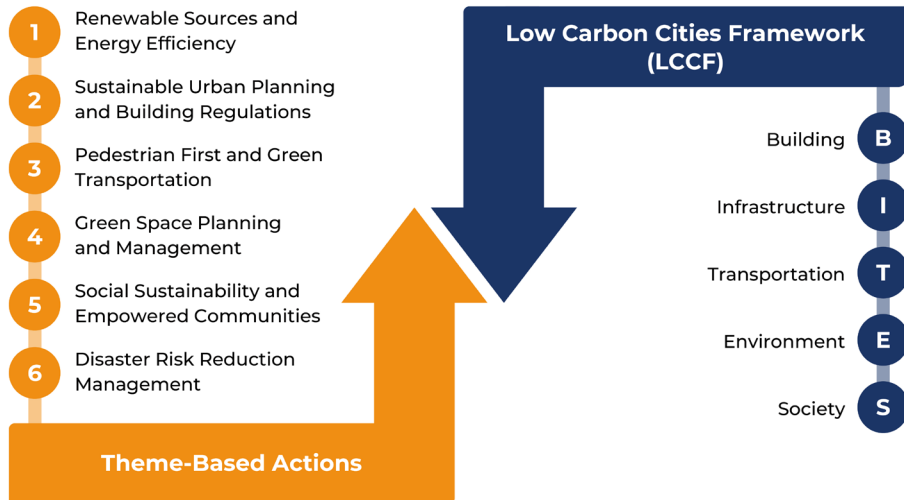 1
Renewable Sources and
Energy Efficiency
2
Sustainable Urban Planning
and Building Regulations
3
Pedestrian First and Green
Transportation
4
Green Space Planning
and Management
5
Social Sustainability and
Empowered Communities
6
Disaster Risk Reduction
Management
Theme-Based Actions
Low Carbon Cities Framework
(LCCF)
Building B
Infrastructure I
Transportation T
Environment E
Society S